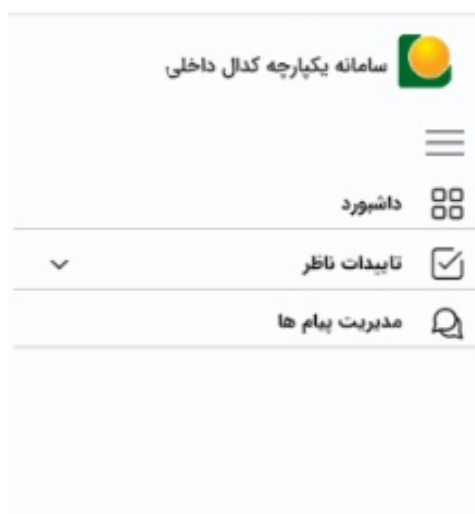 سامانه یکپارچه کدال داخلی
داشبورد
تاییدات ناظر
مدیریت پیام ها